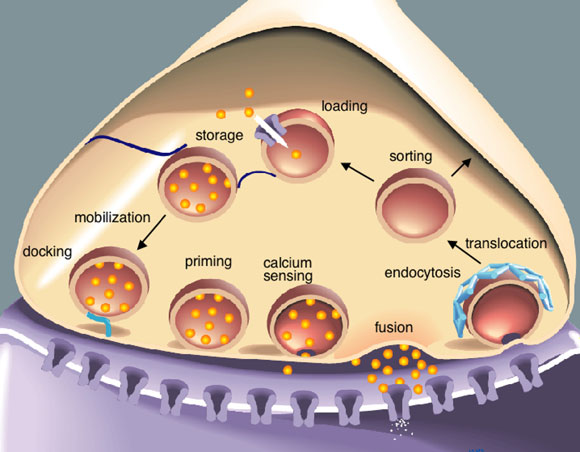 loading
storage
sorting
mobilization
translocation
docking
priming
calcium
sensing
endocytosis
fusion